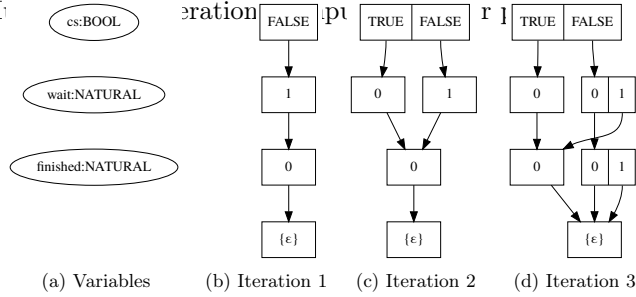 eration
cs:BOOL FALSE TRUE FALSE TRUE FALSE
wait:NATURAL 1 0 1 0 0 1
finished:NATURAL 0 0 0 0 1
{ε} {ε} {ε}
(a) Variables (b) Iteration 1 (c) Iteration 2 (d) Iteration 3